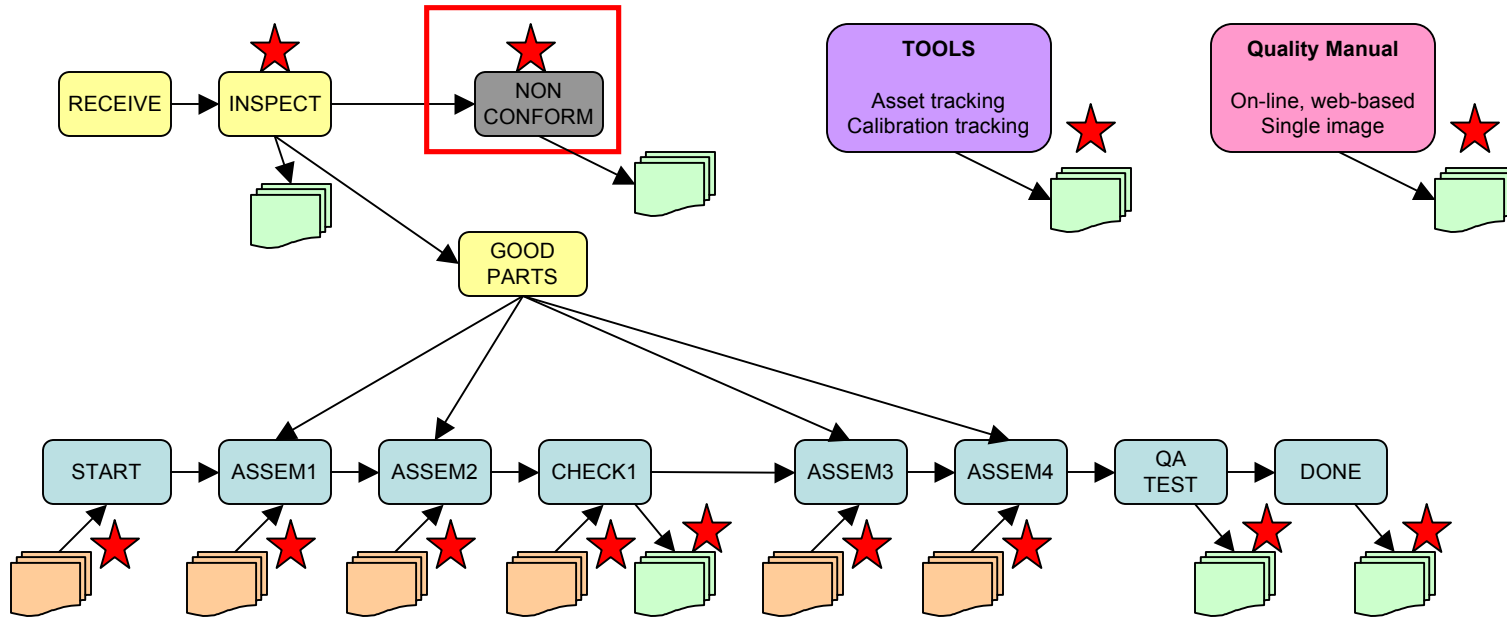 RECEIVE
INSPECT
NON
CONFORM
TOOLS
Asset tracking
Calibration tracking
Quality Manual
On-line, web-based
Single image
GOOD
PARTS
START
ASSEM1
ASSEM2
CHECK1
ASSEM3
ASSEM4
QA
TEST
DONE